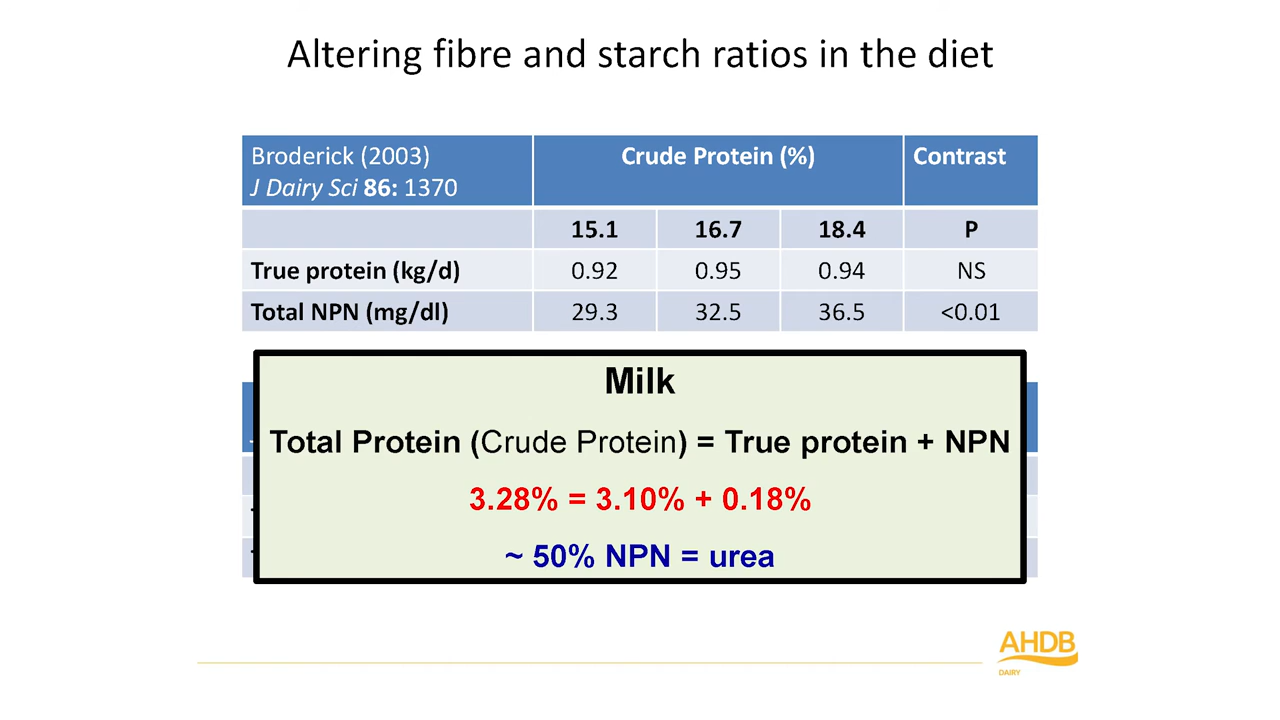 Altering fibre and starch ratios in the diet
Broderick (2003)
J Dairy Sci 86: 1370
Crude Protein (%)
Contrast
15.1 16.7 18.4 P
True protein (kg/d) 0.92 0.95 0.94 NS
Total NPN (mg/dl) 29.3 32.5 36.5 <0.01
Milk
Total Protein (Crude Protein) = True protein + NPN
3.28% = 3.10% + 0.18%
~ 50% NPN = urea
AHDB
DAIRY